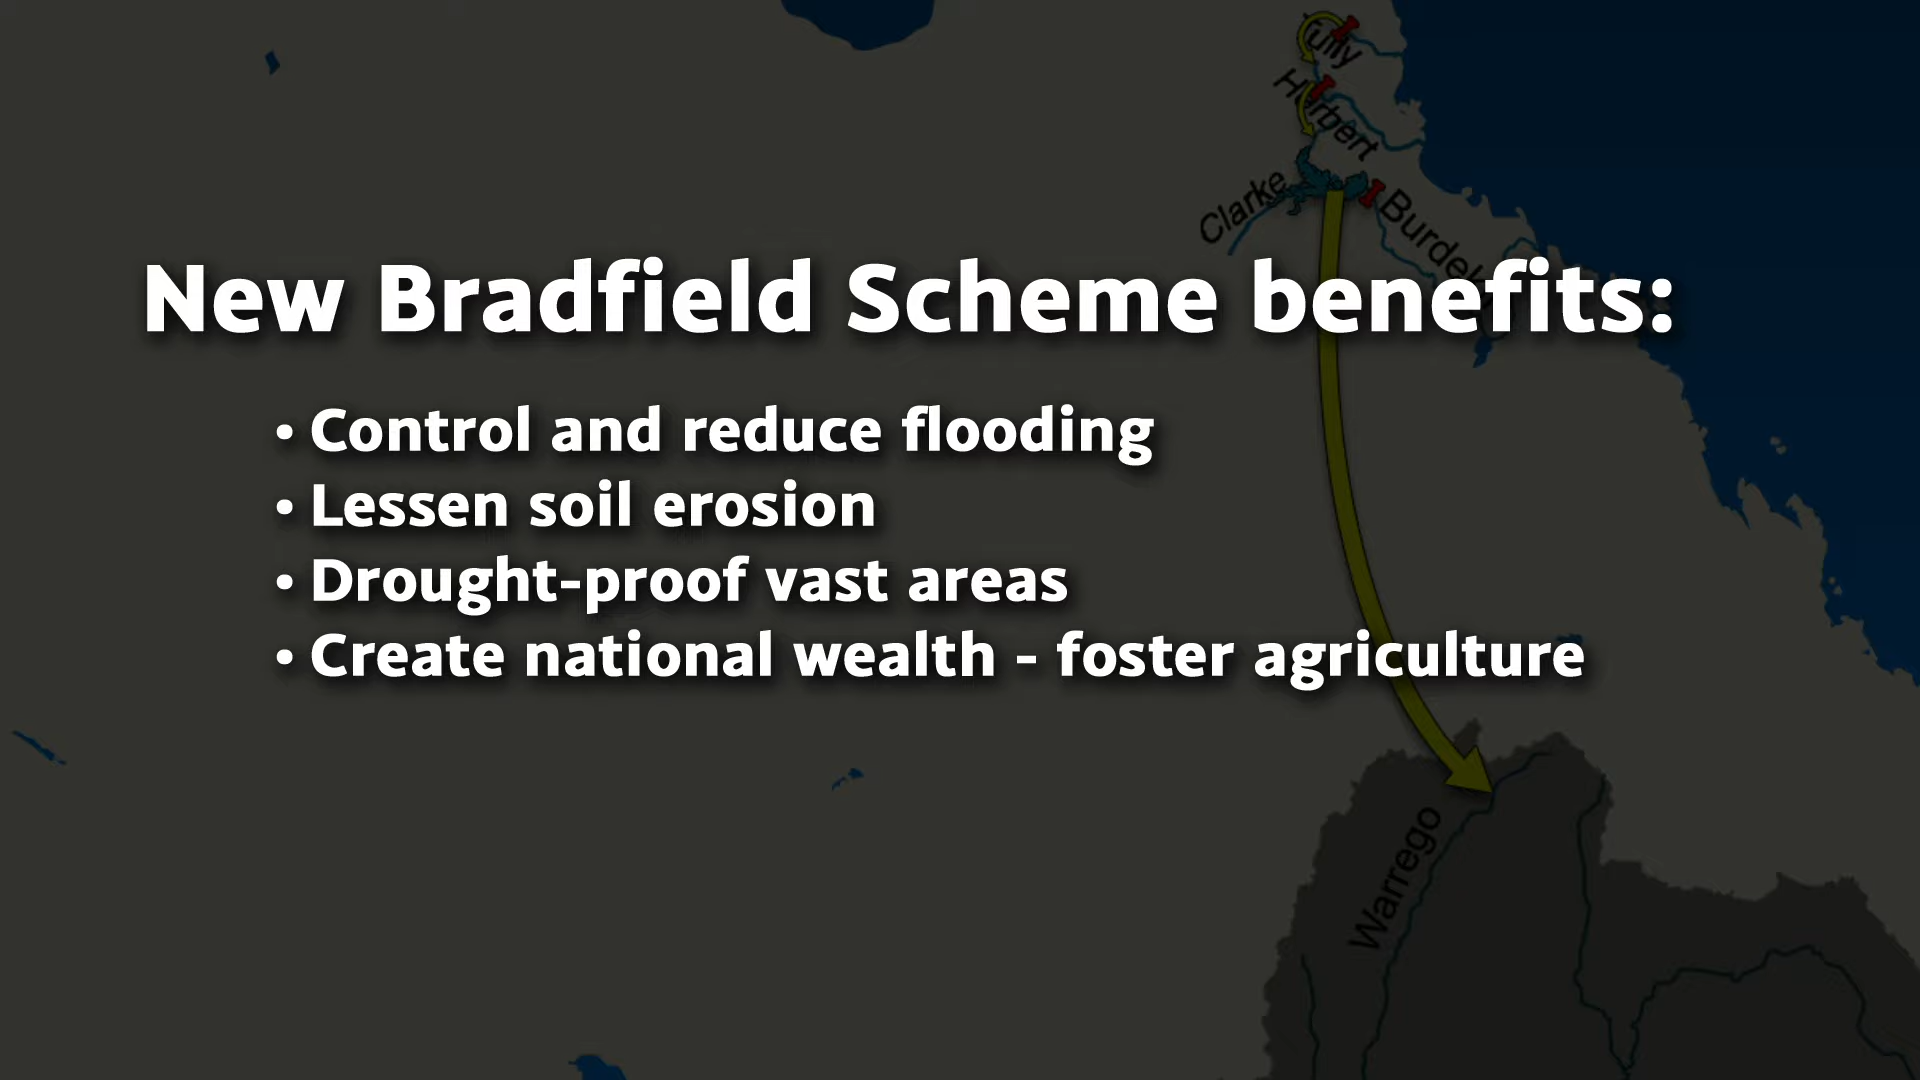 Tully
Herbert
Clarke
New Bradfield Scheme benefits:
• Control and reduce flooding
• Lessen soil erosion
• Drought-proof vast areas
• Create national wealth - foster agriculture
Warrego